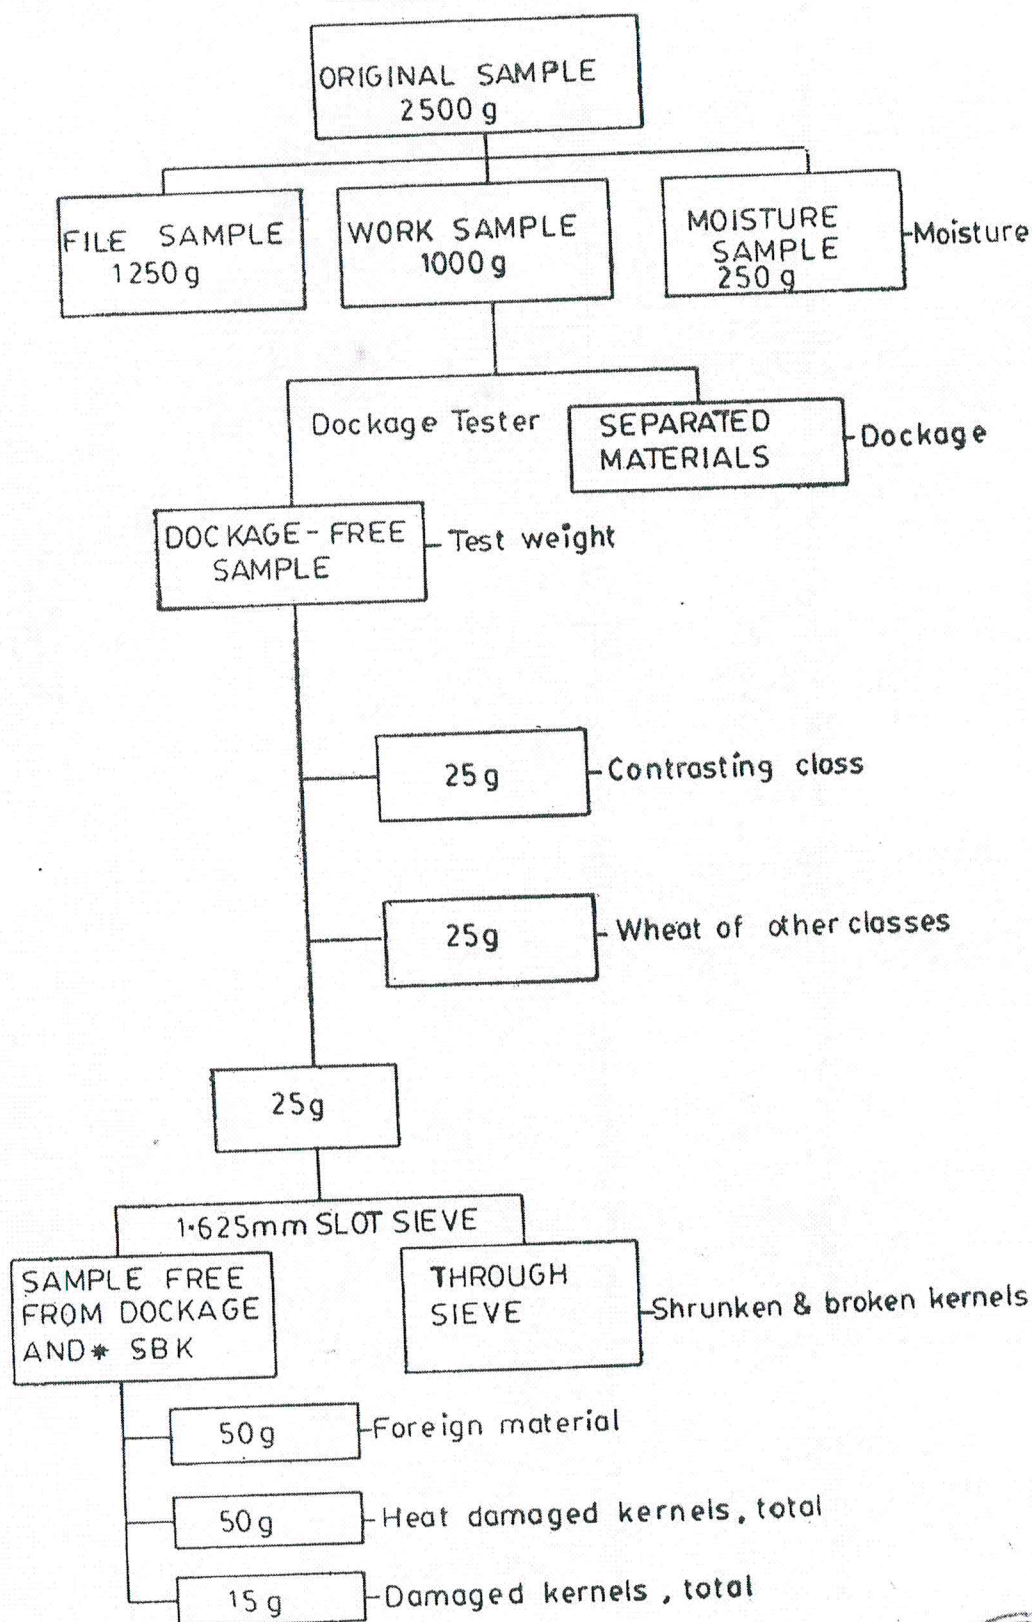 ORIGINAL SAMPLE
2500 g
FILE SAMPLE
1250 g
WORK SAMPLE
1000 g
MOISTURE
SAMPLE
250 g
Moisture
Dockage Tester
SEPARATED
MATERIALS
Dockage
DOCKAGE-FREE
SAMPLE
Test weight
25g
Contrasting class
25g
Wheat of other classes
25g
1·625mm SLOT SIEVE
SAMPLE FREE
FROM DOCKAGE
AND* SBK
THROUGH
SIEVE
Shrunken & broken kernels
50g
Foreign material
50g
Heat damaged kernels, total
15g
Damaged kernels, total